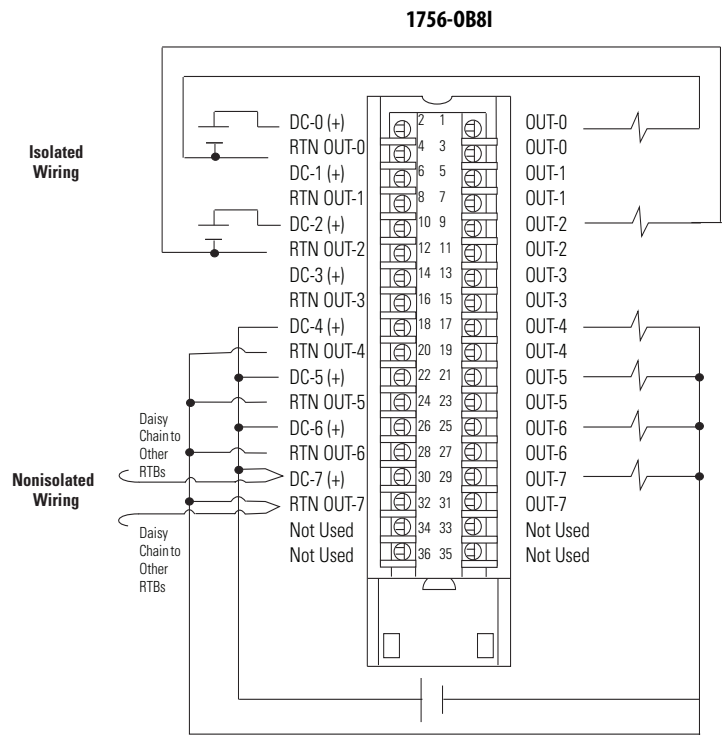 1756-OB8I
Isolated
Wiring
DC-0 (+) 2 1 OUT-0
RTN OUT-0 4 3 OUT-0
DC-1 (+) 6 5 OUT-1
RTN OUT-1 8 7 OUT-1
DC-2 (+) 10 9 OUT-2
RTN OUT-2 12 11 OUT-2
DC-3 (+) 14 13 OUT-3
RTN OUT-3 16 15 OUT-3
DC-4 (+) 18 17 OUT-4
RTN OUT-4 20 19 OUT-4
DC-5 (+) 22 21 OUT-5
RTN OUT-5 24 23 OUT-5
DC-6 (+) 26 25 OUT-6
RTN OUT-6 28 27 OUT-6
DC-7 (+) 30 29 OUT-7
RTN OUT-7 32 31 OUT-7
Not Used 34 33 Not Used
Not Used 36 35 Not Used
Nonisolated
Wiring
Daisy
Chain to
Other
RTBs
Daisy
Chain to
Other
RTBs